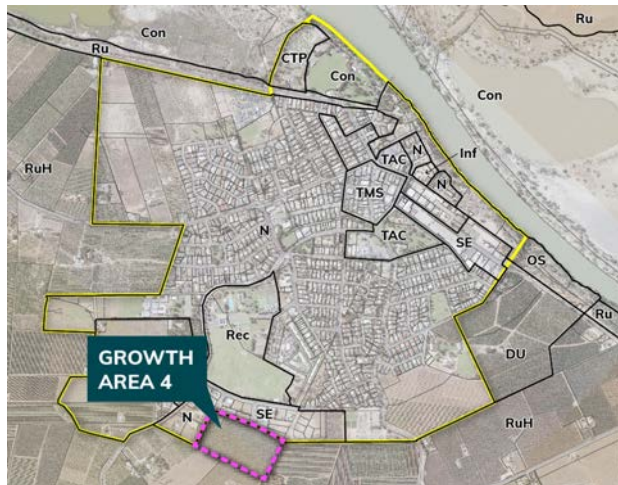 Ru
Con
Con
Ru
CTP
Con
Con
RuH
TAC
N
Inf
N
TMS
N
TAC
SE
OS
Ru
Rec
DU
GROWTH
AREA 4
N
SE
RuH